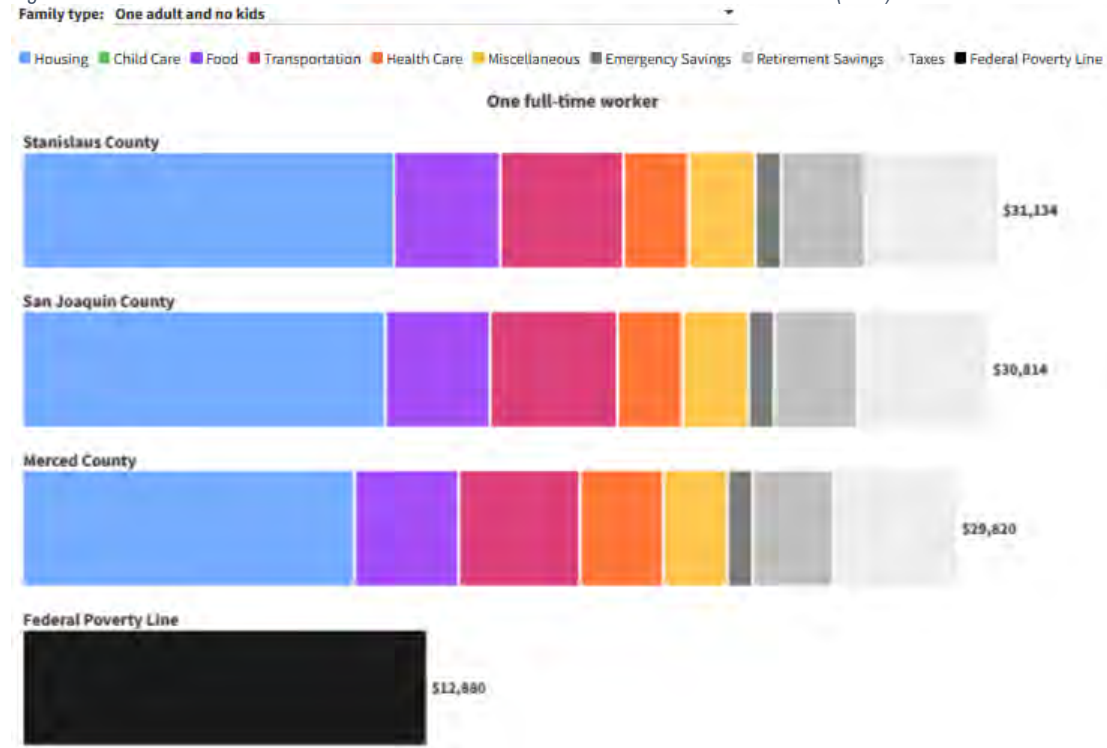 Family type: One adult and no kids
Housing Child Care Food Transportation Health Care Miscellaneous Emergency Savings Retirement Savings Taxes Federal Poverty Line
One full-time worker
Stanislaus County
$31,134
San Joaquin County
$30,814
Merced County
$29,820
Federal Poverty Line
$12,880